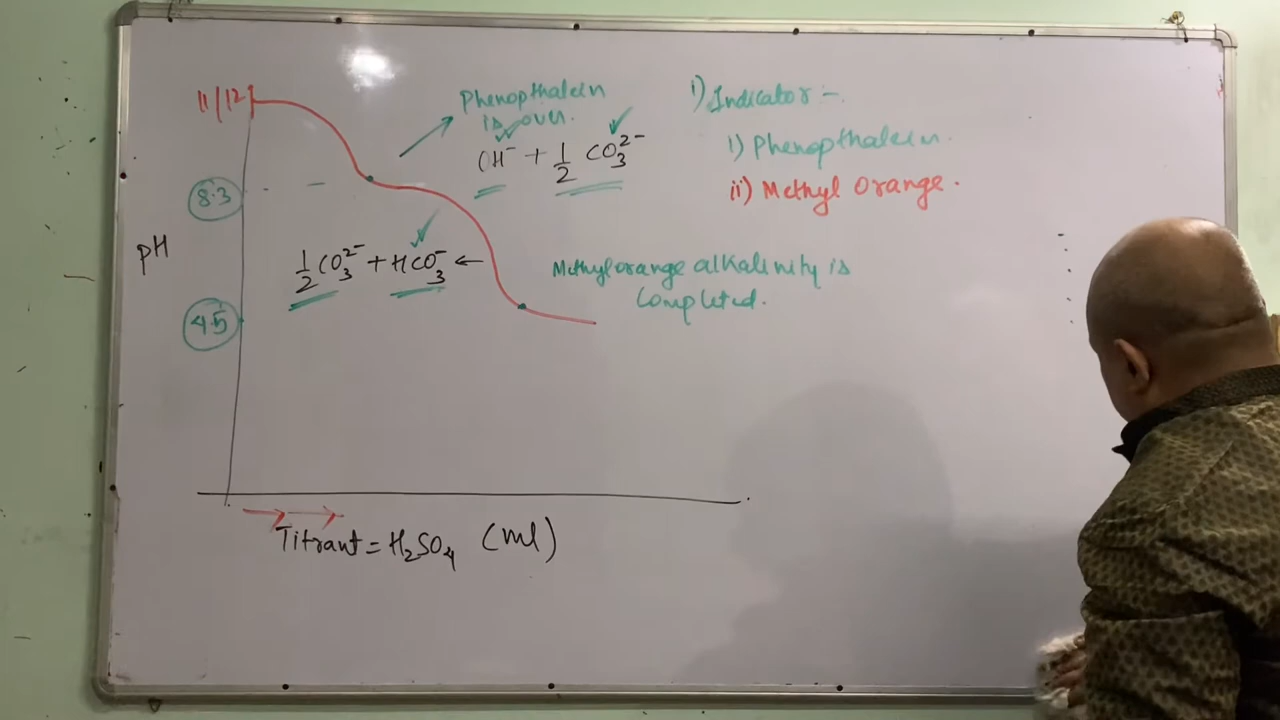 11/12
Phenopthalein
is over.
OH⁻ + 1/2 CO₃²⁻
i) Indicator :-
i) Phenopthalein.
ii) Methyl Orange.
8.3
pH
1/2 CO₃²⁻ + HCO₃⁻ ←
Methyl orange alkalinity is
Completed.
4.5
Titrant = H₂SO₄ (ml)